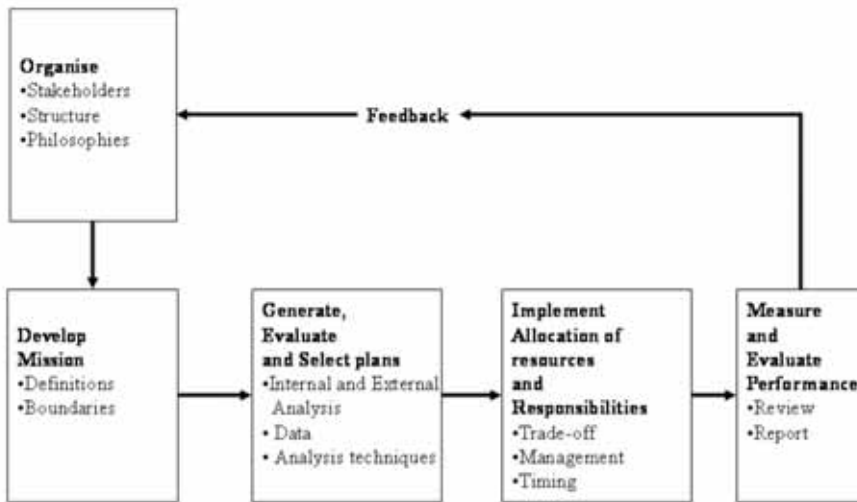 Organise
•Stakeholders
•Structure
•Philosophies
Feedback
Develop
Mission
•Definitions
•Boundaries
Generate,
Evaluate
and Select plans
•Internal and External
Analysis
• Data
• Analysis techniques
Implement
Allocation of
resources
and
Responsibilities
•Trade-off
•Management
•Timing
Measure
and
Evaluate
Performance
•Review
•Report